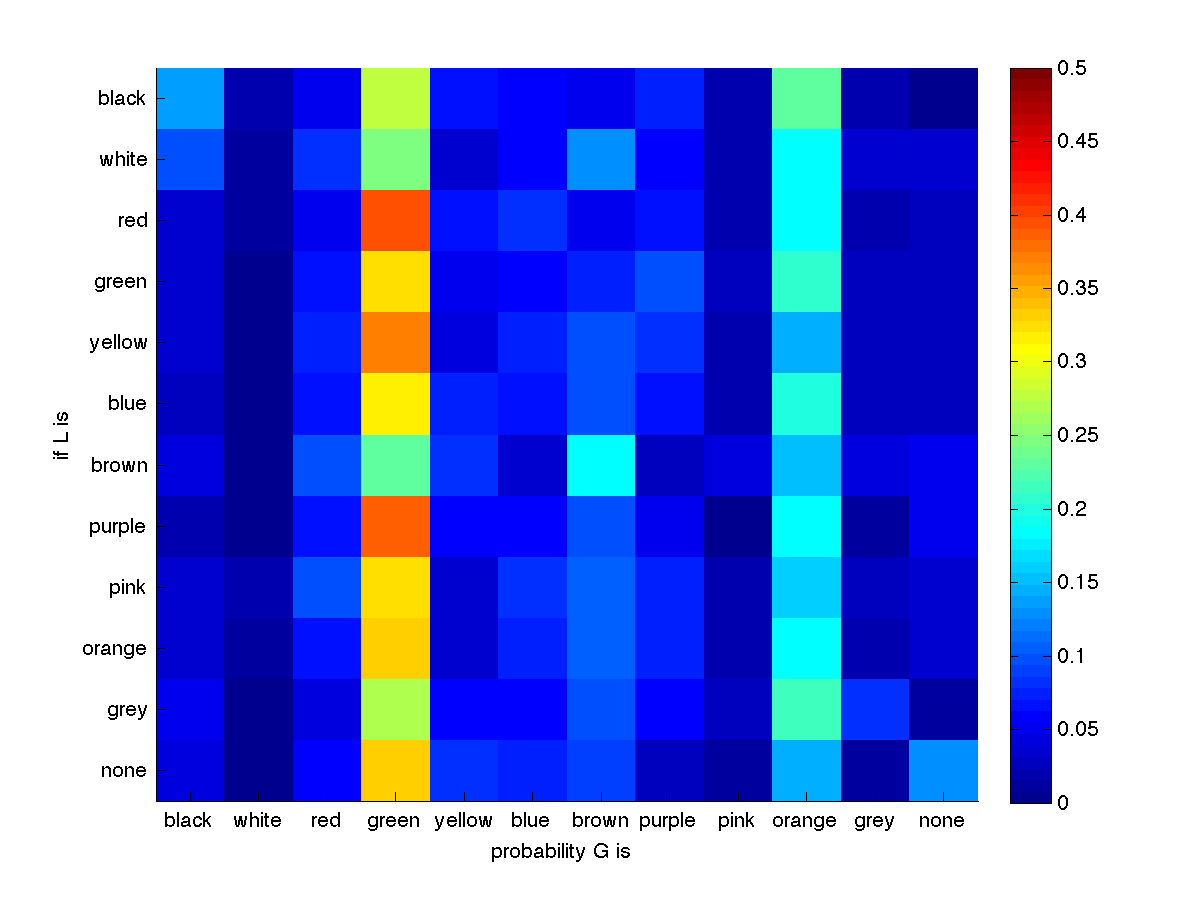 black
white
red
green
yellow
blue
brown
purple
pink
orange
grey
none
if L is
black white red green yellow blue brown purple pink orange grey none
probability G is
0.5
0.45
0.4
0.35
0.3
0.25
0.2
0.15
0.1
0.05
0